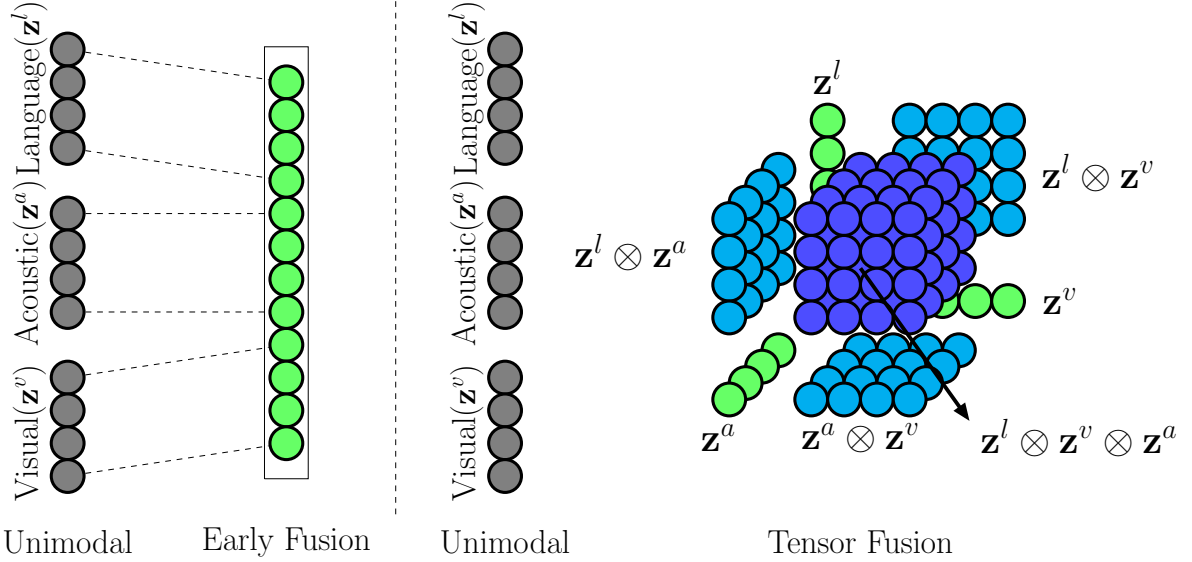 Language(z^l)
Acoustic(z^a)
Visual(z^v)
Unimodal
Early Fusion
Language(z^l)
Acoustic(z^a)
Visual(z^v)
Unimodal
z^l
z^l ⊗ z^v
z^l ⊗ z^a
z^v
z^a
z^a ⊗ z^v
z^l ⊗ z^v ⊗ z^a
Tensor Fusion